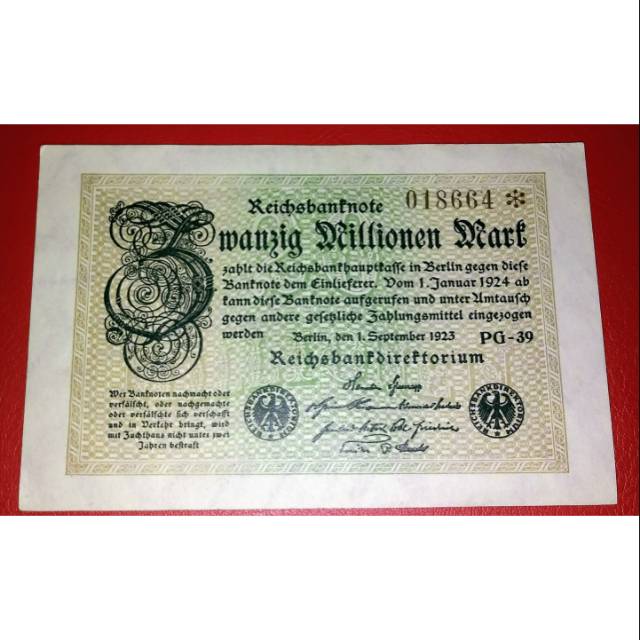 Reichsbanknote 018664 *
Zwanzig Millionen Mark
zahlt die Reichsbankhauptkasse in Berlin gegen diese
Banknote dem Einlieferer. Vom 1. Januar 1924 ab
kann diese Banknote aufgerufen und unter Umtausch
gegen andere gesetzliche Zahlungsmittel eingezogen
werden Berlin, den 1. September 1923 PG-39
Reichsbankdirektorium
Wer Banknoten nachmacht oder
verfälscht, oder nachgemachte
oder verfälschte sich verschafft
und in Verkehr bringt, wird
mit Zuchthaus nicht unter zwei
Jahren bestraft
REICHSBANKDIREKTORIUM
REICHSBANKDIREKTORIUM